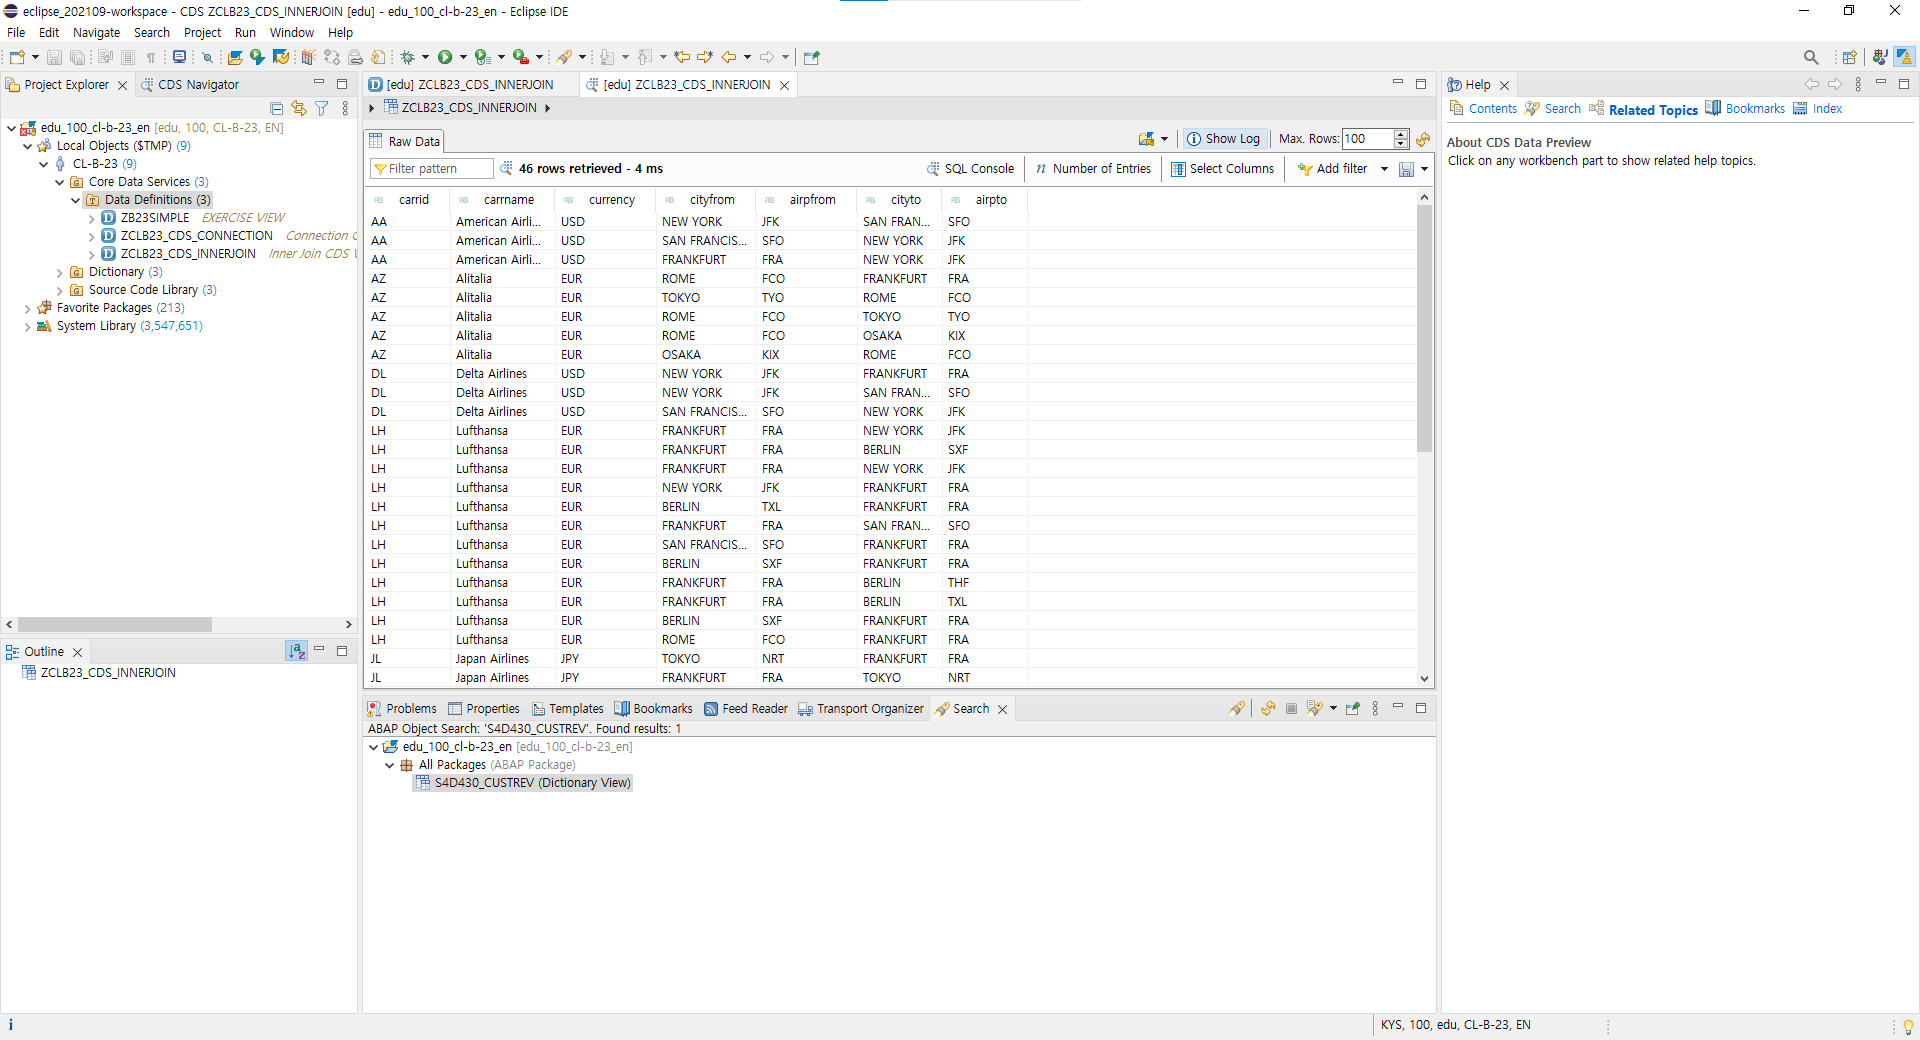 eclipse_202109-workspace - CDS ZCLB23_CDS_INNERJOIN [edu] - edu_100_cl-b-23_en - Eclipse IDE
File Edit Navigate Search Project Run Window Help
Project Explorer CDS Navigator
edu_100_cl-b-23_en [edu, 100, CL-B-23, EN]
Local Objects ($TMP) (9)
CL-B-23 (9)
Core Data Services (3)
Data Definitions (3)
ZB23SIMPLE EXERCISE VIEW
ZCLB23_CDS_CONNECTION Connection
ZCLB23_CDS_INNERJOIN Inner Join CDS
Dictionary (3)
Source Code Library (3)
Favorite Packages (213)
System Library (3,547,651)
Outline
ZCLB23_CDS_INNERJOIN
[edu] ZCLB23_CDS_INNERJOIN [edu] ZCLB23_CDS_INNERJOIN
ZCLB23_CDS_INNERJOIN
Raw Data Show Log Max. Rows: 100
Filter pattern 46 rows retrieved - 4 ms SQL Console Number of Entries Select Columns Add filter
carrid carrname currency cityfrom airpfrom cityto airpto
AA American Airli... USD NEW YORK JFK SAN FRAN... SFO
AA American Airli... USD SAN FRANCIS... SFO NEW YORK JFK
AA American Airli... USD FRANKFURT FRA NEW YORK JFK
AZ Alitalia EUR ROME FCO FRANKFURT FRA
AZ Alitalia EUR TOKYO TYO ROME FCO
AZ Alitalia EUR ROME FCO TOKYO TYO
AZ Alitalia EUR ROME FCO OSAKA KIX
AZ Alitalia EUR OSAKA KIX ROME FCO
DL Delta Airlines USD NEW YORK JFK FRANKFURT FRA
DL Delta Airlines USD NEW YORK JFK SAN FRAN... SFO
DL Delta Airlines USD SAN FRANCIS... SFO NEW YORK JFK
LH Lufthansa EUR FRANKFURT FRA NEW YORK JFK
LH Lufthansa EUR FRANKFURT FRA BERLIN SXF
LH Lufthansa EUR FRANKFURT FRA NEW YORK JFK
LH Lufthansa EUR NEW YORK JFK FRANKFURT FRA
LH Lufthansa EUR BERLIN TXL FRANKFURT FRA
LH Lufthansa EUR FRANKFURT FRA SAN FRAN... SFO
LH Lufthansa EUR SAN FRANCIS... SFO FRANKFURT FRA
LH Lufthansa EUR BERLIN SXF FRANKFURT FRA
LH Lufthansa EUR FRANKFURT FRA BERLIN THF
LH Lufthansa EUR FRANKFURT FRA BERLIN TXL
LH Lufthansa EUR BERLIN SXF FRANKFURT FRA
LH Lufthansa EUR ROME FCO FRANKFURT FRA
JL Japan Airlines JPY TOKYO NRT FRANKFURT FRA
JL Japan Airlines JPY FRANKFURT FRA TOKYO NRT
Problems Properties Templates Bookmarks Feed Reader Transport Organizer Search
ABAP Object Search: 'S4D430_CUSTREV'. Found results: 1
edu_100_cl-b-23_en [edu_100_cl-b-23_en]
All Packages (ABAP Package)
S4D430_CUSTREV (Dictionary View)
Help
Contents Search Related Topics Bookmarks Index
About CDS Data Preview
Click on any workbench part to show related help topics.
KYS, 100, edu, CL-B-23, EN